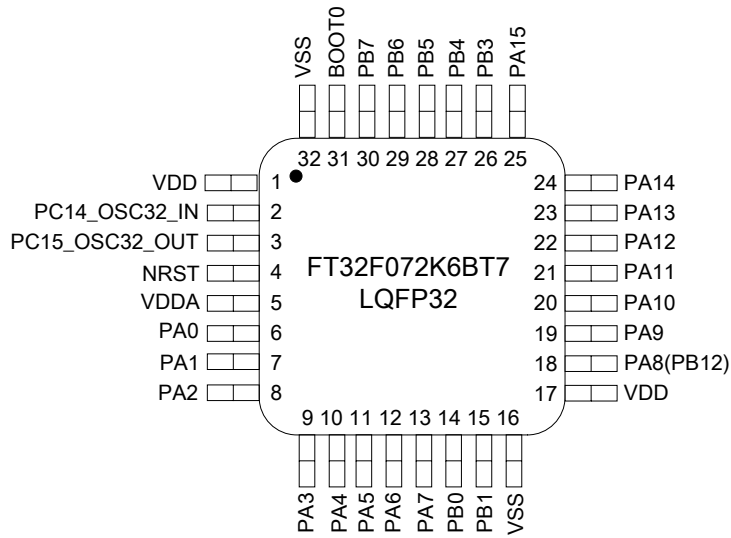 VSS
BOOT0
PB7
PB6
PB5
PB4
PB3
PA15
32 31 30 29 28 27 26 25
VDD 1
PC14_OSC32_IN 2
PC15_OSC32_OUT 3
NRST 4
VDDA 5
PA0 6
PA1 7
PA2 8
FT32F072K6BT7
LQFP32
24 PA14
23 PA13
22 PA12
21 PA11
20 PA10
19 PA9
18 PA8(PB12)
17 VDD
9 10 11 12 13 14 15 16
PA3
PA4
PA5
PA6
PA7
PB0
PB1
VSS